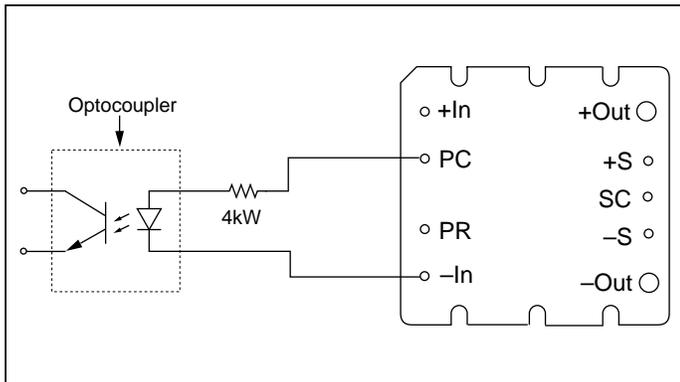 Optocoupler
4kW
+In
PC
PR
–In
+Out
+S
SC
–S
–Out